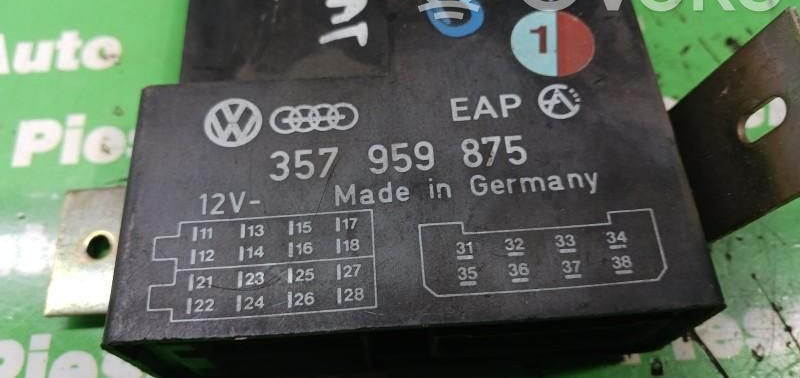 1
EAP
357 959 875
12V- Made in Germany
11 13 15 17
12 14 16 18
21 23 25 27
22 24 26 28
31 32 33 34
35 36 37 38
Auto
Pies
Pie